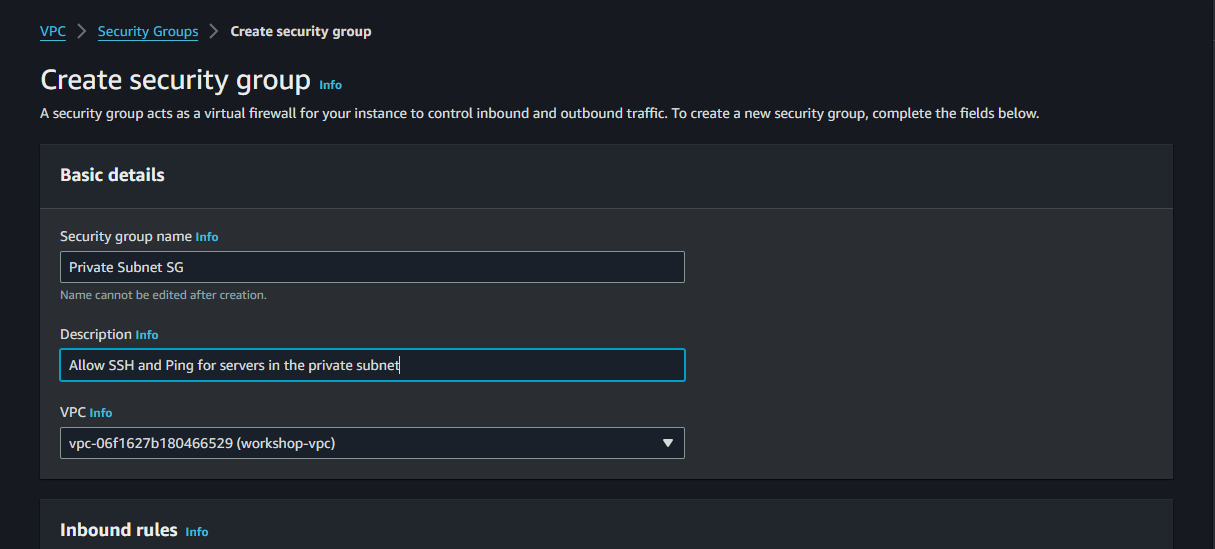 VPC > Security Groups > Create security group
Create security group Info
A security group acts as a virtual firewall for your instance to control inbound and outbound traffic. To create a new security group, complete the fields below.
Basic details
Security group name Info
Private Subnet SG
Name cannot be edited after creation.
Description Info
Allow SSH and Ping for servers in the private subnet
VPC Info
vpc-06f1627b180466529 (workshop-vpc)
Inbound rules Info